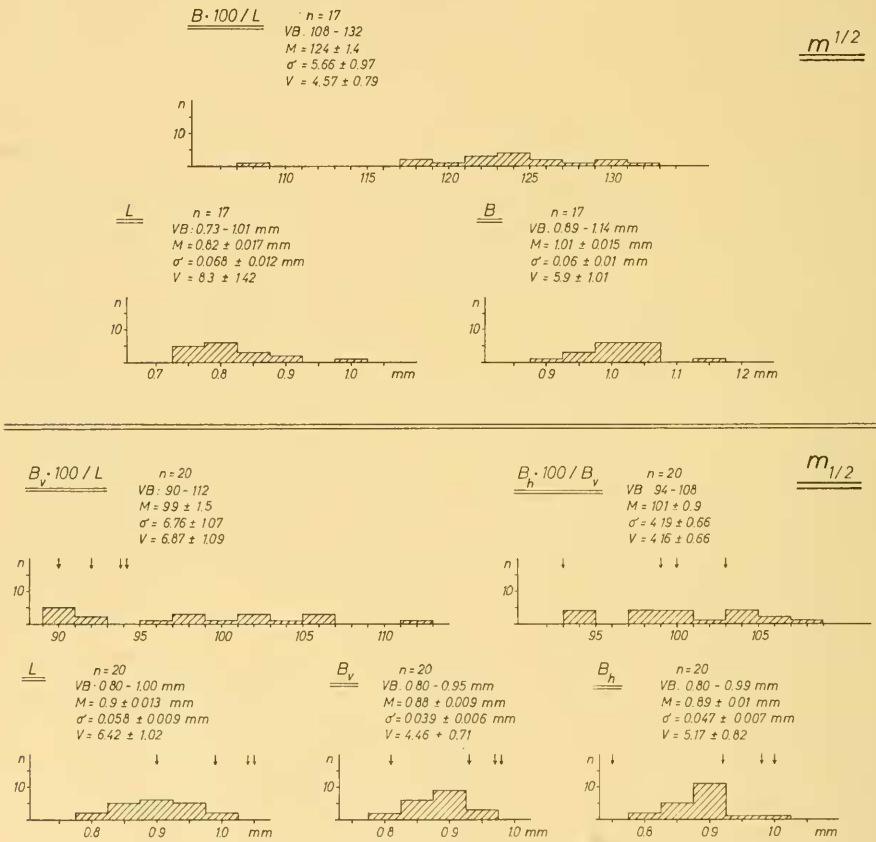 B·100/L
n = 17
VB. 108 - 132
M = 124 ± 1.4
σ = 5.66 ± 0.97
V = 4.57 ± 0.79
m 1/2
n
10
110 115 120 125 130
L
n = 17
VB: 0.73 - 1.01 mm
M = 0.82 ± 0.017 mm
σ = 0.068 ± 0.012 mm
V = 8.3 ± 1.42
n
10
0.7 0.8 0.9 1.0 mm
B
n = 17
VB. 0.89 - 1.14 mm
M = 1.01 ± 0.015 mm
σ = 0.06 ± 0.01 mm
V = 5.9 ± 1.01
n
10
0.9 1.0 1.1 1.2 mm
Bv·100/L
n = 20
VB: 90 - 112
M = 99 ± 1.5
σ = 6.76 ± 1.07
V = 6.87 ± 1.09
n
10
90 95 100 105 110
Bh·100/Bv
n = 20
VB 94-108
M = 101 ± 0.9
σ = 4.19 ± 0.66
V = 4.16 ± 0.66
m 1/2
n
10
95 100 105
L
n = 20
VB· 0.80 - 1.00 mm
M = 0.9 ± 0.013 mm
σ = 0.058 ± 0.009 mm
V = 6.42 ± 1.02
n
10
0.8 0.9 1.0 mm
Bv
n = 20
VB. 0.80 - 0.95 mm
M = 0.88 ± 0.009 mm
σ = 0.039 ± 0.006 mm
V = 4.46 + 0.71
n
10
0.8 0.9 1.0 mm
Bh
n = 20
VB. 0.80 - 0.99 mm
M = 0.89 ± 0.01 mm
σ = 0.047 ± 0.007 mm
V = 5.17 ± 0.82
n
10
0.8 0.9 1.0 mm